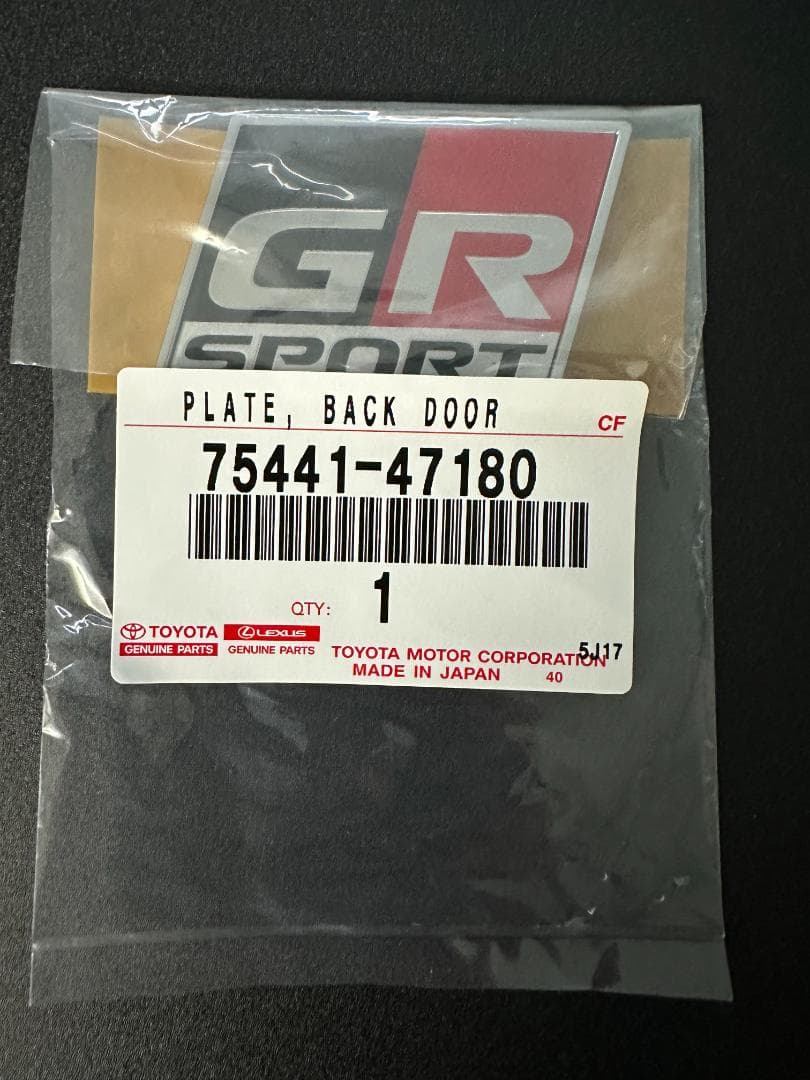 GR
SPORT
PLATE, BACK DOOR
CF
75441-47180
QTY: 1
TOYOTA LEXUS
GENUINE PARTS GENUINE PARTS
TOYOTA MOTOR CORPORATION
5J17
MADE IN JAPAN 40